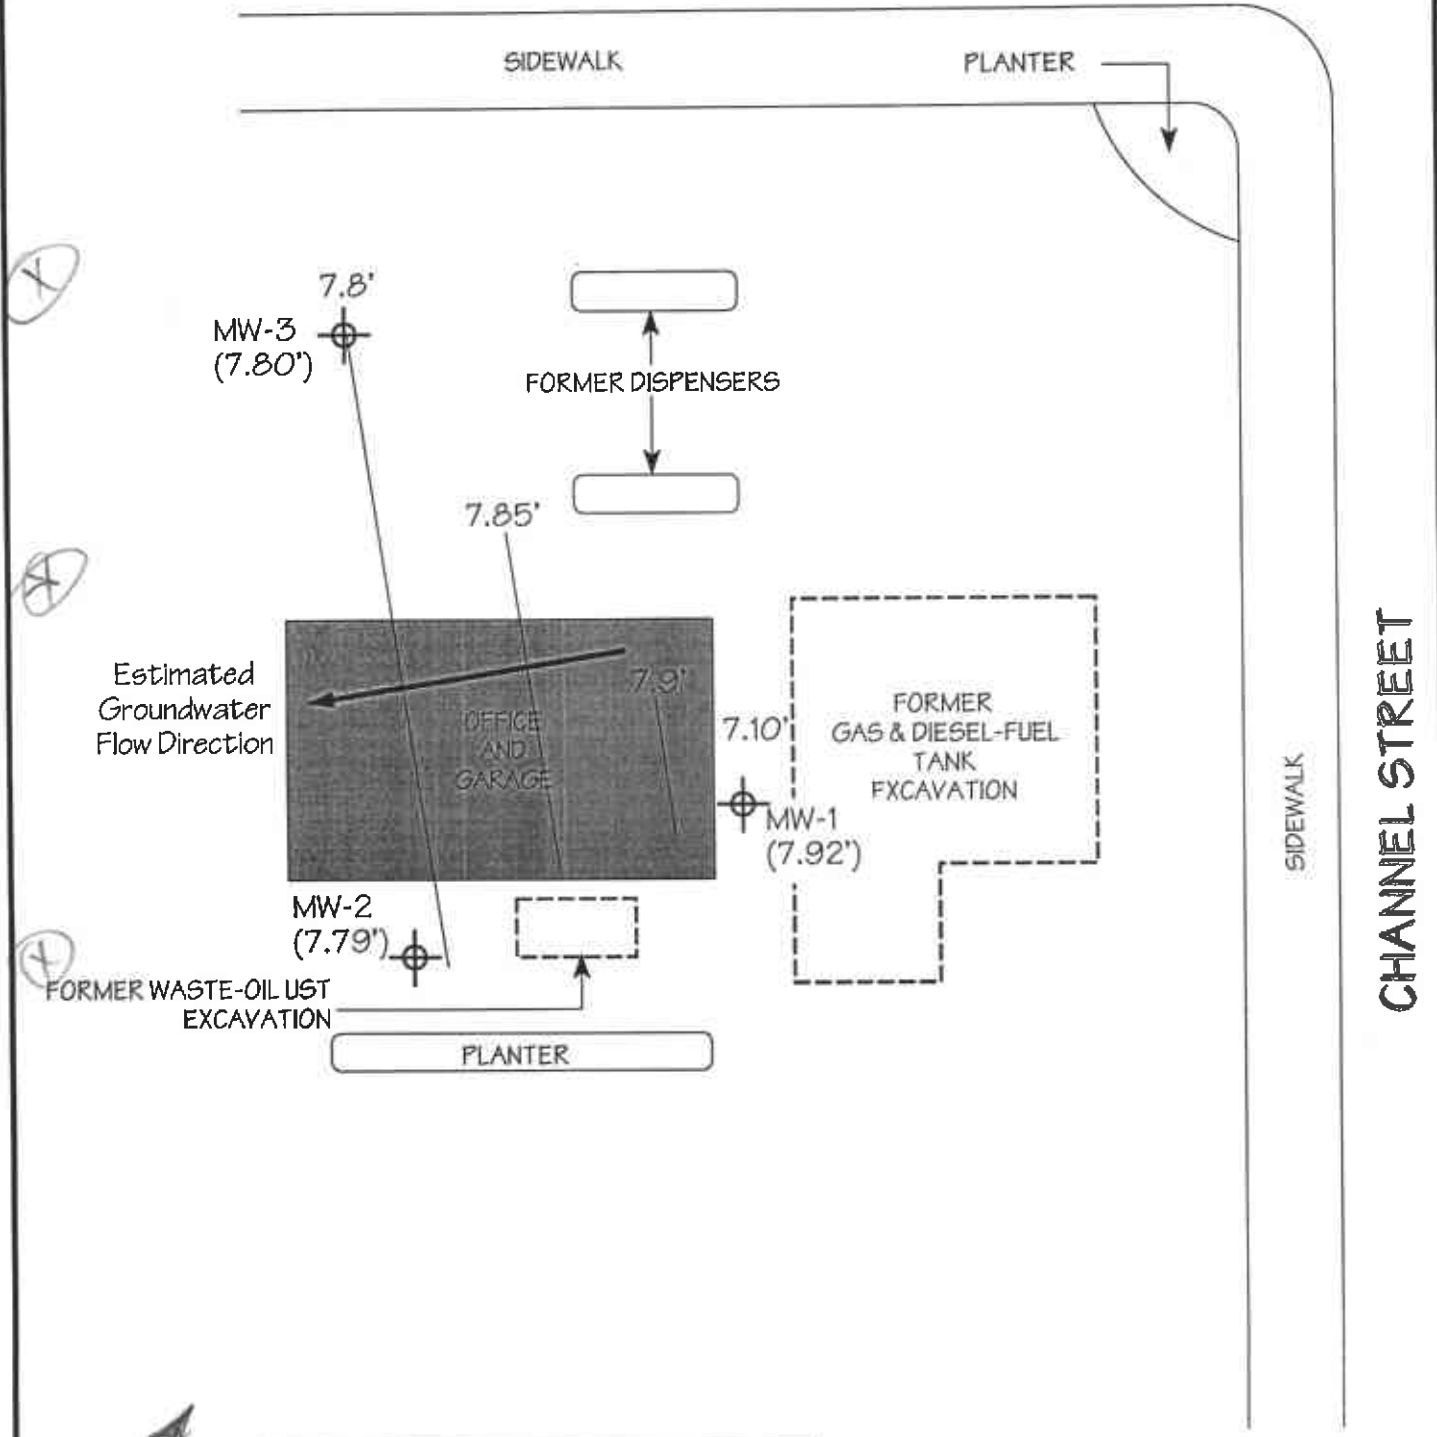 SIDEWALK
PLANTER
7.8'
MW-3
(7.80')
FORMER DISPENSERS
7.85'
Estimated
Groundwater
Flow Direction
7.9'
OFFICE
AND
GARAGE
7.10'
FORMER
GAS & DIESEL-FUEL
TANK
EXCAVATION
MW-1
(7.92')
SIDEWALK
CHANNEL STREET
MW-2
(7.79')
FORMER WASTE-OIL UST
EXCAVATION
PLANTER
X
X
X